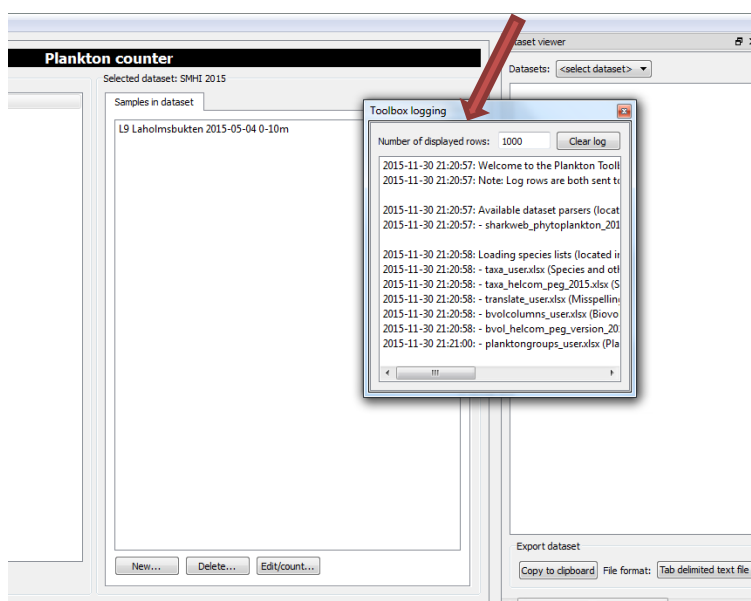 Plankton counter
Selected dataset: SMHI 2015
Samples in dataset
L9 Laholmsbukten 2015-05-04 0-10m
New...
Delete...
Edit/count...
Toolbox logging
Number of displayed rows: 1000 Clear log
2015-11-30 21:20:57: Welcome to the Plankton Tool
2015-11-30 21:20:57: Note: Log rows are both sent to
2015-11-30 21:20:57: Available dataset parsers (locat
2015-11-30 21:20:57: - sharkweb_phytoplankton_201
2015-11-30 21:20:58: Loading species lists (located in
2015-11-30 21:20:58: - taxa_user.xlsx (Species and oth
2015-11-30 21:20:58: - taxa_helcom_peg_2015.xlsx (S
2015-11-30 21:20:58: - translate_user.xlsx (Misspelling
2015-11-30 21:20:58: - bvolcolumns_user.xlsx (Biovo
2015-11-30 21:20:58: - bvol_helcom_peg_version_20
2015-11-30 21:21:00: - planktongroups_user.xlsx (Pla
taset viewer
Datasets: <select dataset>
Export dataset
Copy to clipboard File format: Tab delimited text file